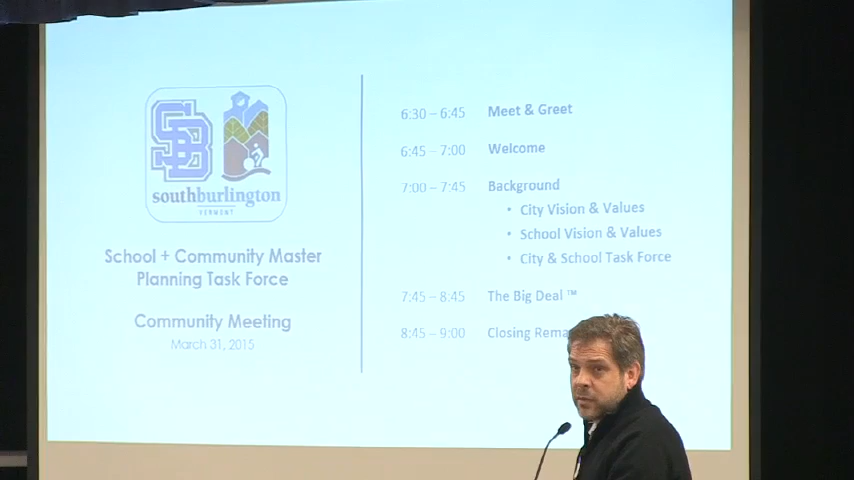 SB
southburlington
VERMONT
School + Community Master
Planning Task Force
Community Meeting
March 31, 2015
6:30 – 6:45 Meet & Greet
6:45 – 7:00 Welcome
7:00 – 7:45 Background
• City Vision & Values
• School Vision & Values
• City & School Task Force
7:45 – 8:45 The Big Deal ™
8:45 – 9:00 Closing Rema